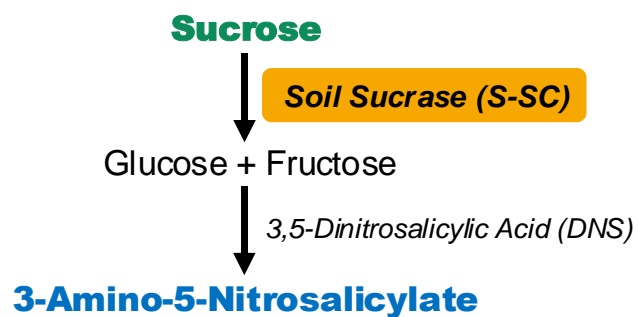 Sucrose
Soil Sucrase (S-SC)
Glucose + Fructose
3,5-Dinitrosalicylic Acid (DNS)
3-Amino-5-Nitrosalicylate